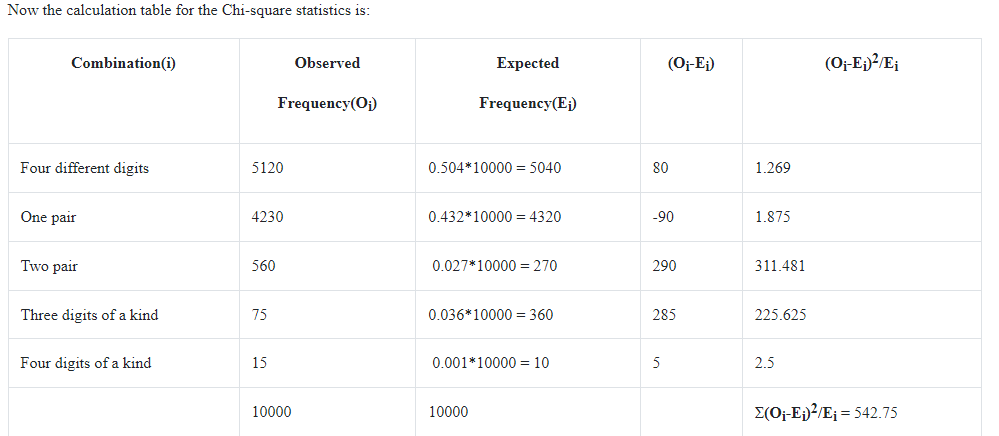 Now the calculation table for the Chi-square statistics is:
Combination(i) Observed Frequency(Oi) Expected Frequency(Ei) (Oi-Ei) (Oi-Ei)²/Ei
Four different digits 5120 0.504*10000 = 5040 80 1.269
One pair 4230 0.432*10000 = 4320 -90 1.875
Two pair 560 0.027*10000 = 270 290 311.481
Three digits of a kind 75 0.036*10000 = 360 285 225.625
Four digits of a kind 15 0.001*10000 = 10 5 2.5
10000 10000 Σ(Oi-Ei)²/Ei = 542.75